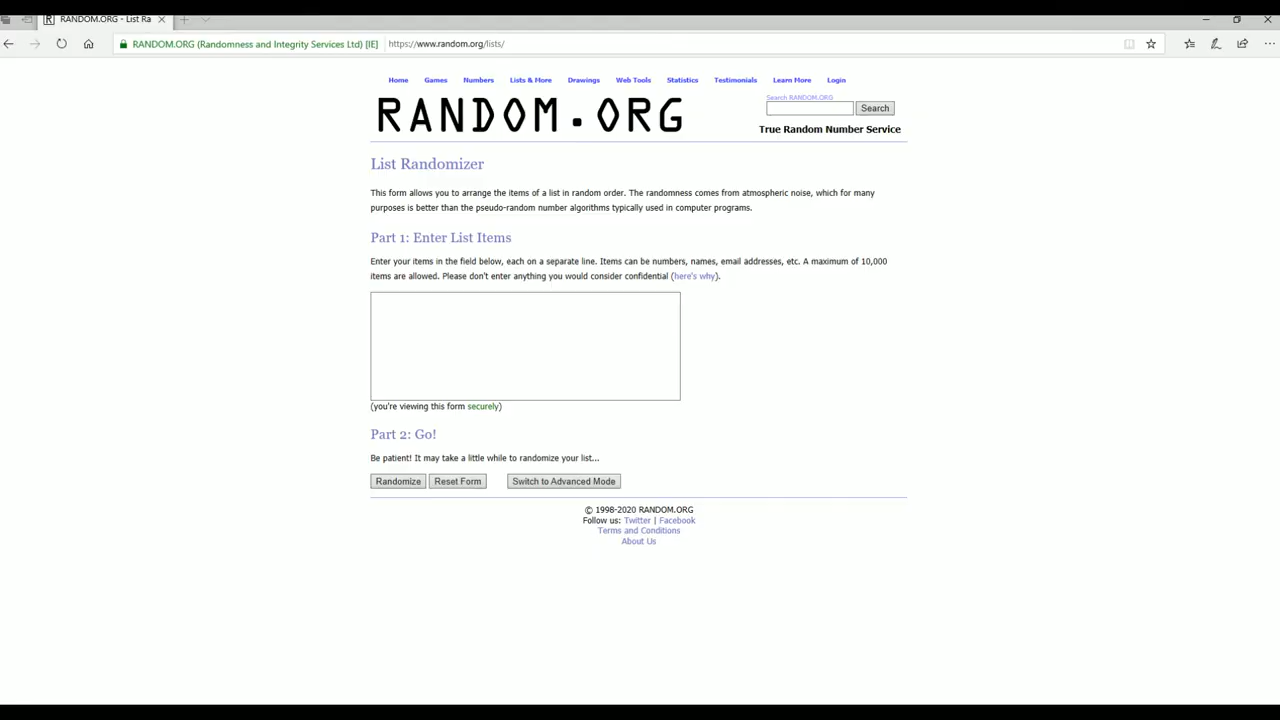 RANDOM.ORG - List Ra
RANDOM.ORG (Randomness and Integrity Services Ltd) [IE] https://www.random.org/lists/
Home Games Numbers Lists & More Drawings Web Tools Statistics Testimonials Learn More Login
RANDOM.ORG
Search RANDOM.ORG
Search
True Random Number Service
List Randomizer
This form allows you to arrange the items of a list in random order. The randomness comes from atmospheric noise, which for many
purposes is better than the pseudo-random number algorithms typically used in computer programs.
Part 1: Enter List Items
Enter your items in the field below, each on a separate line. Items can be numbers, names, email addresses, etc. A maximum of 10,000
items are allowed. Please don't enter anything you would consider confidential (here's why).
(you're viewing this form securely)
Part 2: Go!
Be patient! It may take a little while to randomize your list...
Randomize Reset Form Switch to Advanced Mode
© 1998-2020 RANDOM.ORG
Follow us: Twitter | Facebook
Terms and Conditions
About Us